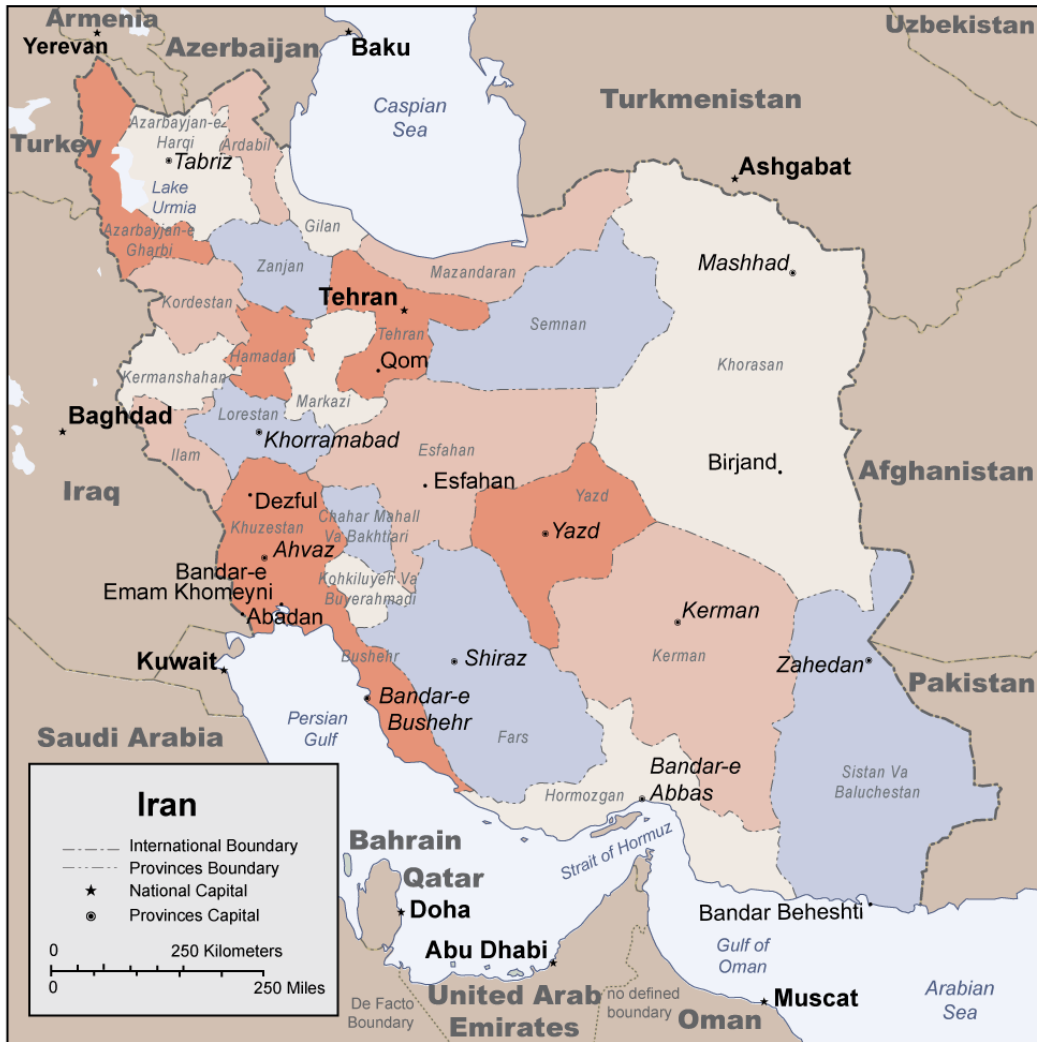 Armenia
Yerevan
Azerbaijan
Baku
Uzbekistan
Caspian
Sea
Turkmenistan
Turkey
Azarbayjan-e
Harqi
Ardabil
Tabriz
Ashgabat
Lake
Urmia
Gilan
Azarbayjan-e
Gharbi
Zanjan
Mazandaran
Mashhad
Kordestan
Tehran
Semnan
Tehran
Hamadan
Qom
Khorasan
Kermanshahan
Markazi
Baghdad
Lorestan
Khorramabad
Ilam
Esfahan
Birjand
Afghanistan
Iraq
Esfahan
Dezful
Yazd
Chahar Mahall
Va Bakhtiari
Khuzestan
Yazd
Ahvaz
Bandar-e
Emam Khomeyni
Kohkiluyeh Va
Buyerahmadi
Abadan
Kerman
Kuwait
Bushehr
Shiraz
Kerman
Zahedan
Pakistan
Bandar-e
Bushehr
Persian
Gulf
Saudi Arabia
Fars
Bandar-e
Abbas
Sistan Va
Baluchestan
Hormozgan
Iran
International Boundary
Provinces Boundary
National Capital
Provinces Capital
0 250 Kilometers
0 250 Miles
Bahrain
Strait of Hormuz
Qatar
Doha
Bandar Beheshti
Abu Dhabi
Gulf of
Oman
United Arab
Emirates
De Facto
Boundary
no defined
boundary
Oman
Muscat
Arabian
Sea